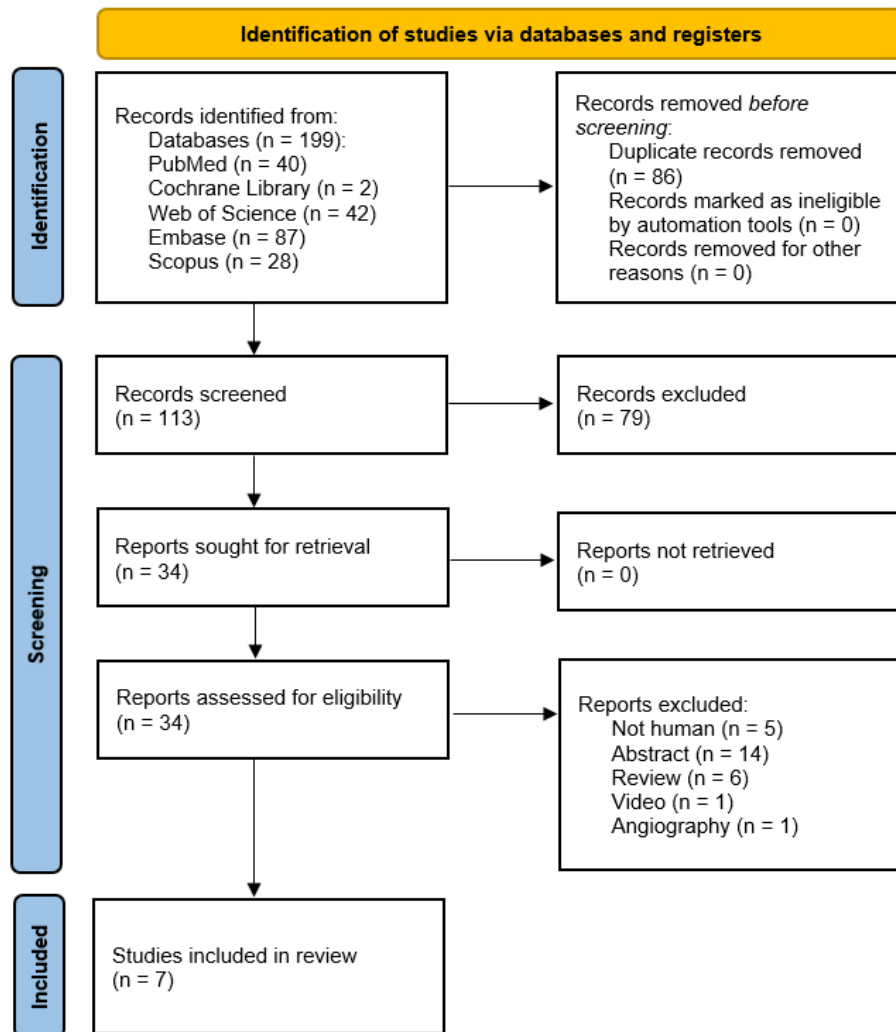 Identification of studies via databases and registers
Identification
Records identified from:
Databases (n = 199):
PubMed (n = 40)
Cochrane Library (n = 2)
Web of Science (n = 42)
Embase (n = 87)
Scopus (n = 28)
Records removed before
screening:
Duplicate records removed
(n = 86)
Records marked as ineligible
by automation tools (n = 0)
Records removed for other
reasons (n = 0)
Screening
Records screened
(n = 113)
Records excluded
(n = 79)
Reports sought for retrieval
(n = 34)
Reports not retrieved
(n = 0)
Reports assessed for eligibility
(n = 34)
Reports excluded:
Not human (n = 5)
Abstract (n = 14)
Review (n = 6)
Video (n = 1)
Angiography (n = 1)
Included
Studies included in review
(n = 7)